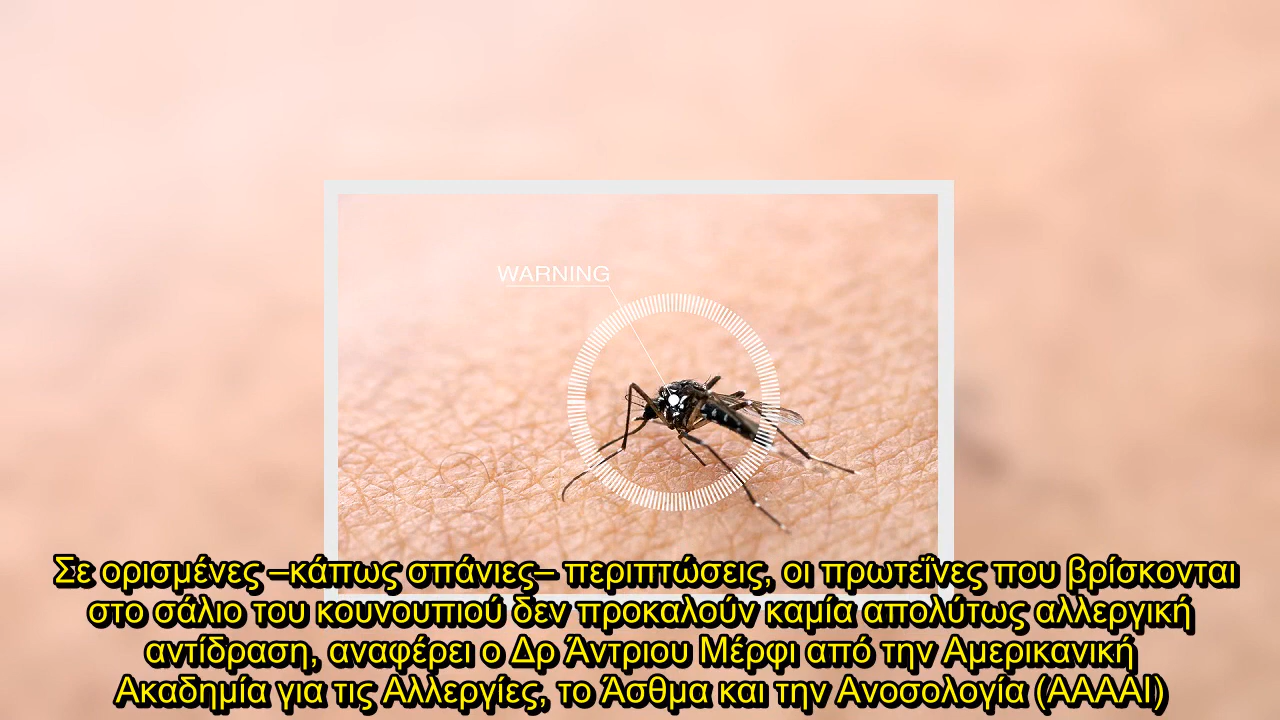 WARNING
Σε ορισμένες –κάπως σπάνιες– περιπτώσεις, οι πρωτεΐνες που βρίσκονται
στο σάλιο του κουνουπιού δεν προκαλούν καμία απολύτως αλλεργική
αντίδραση, αναφέρει ο Δρ Άντριου Μέρφι από την Αμερικανική
Ακαδημία για τις Αλλεργίες, το Άσθμα και την Ανοσολογία (AAAAI)